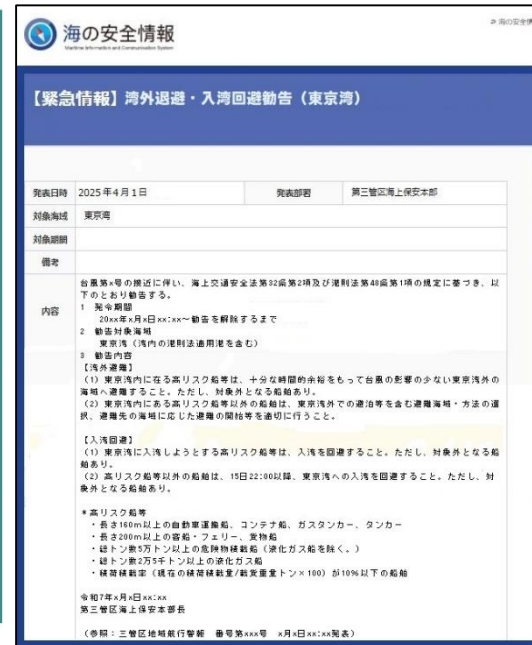 海の安全情報
Maritime Information and Communication System
【緊急情報】湾外退避・入湾回避勧告（東京湾）
発表日時 2025年4月1日 発表部署 第三管区海上保安本部
対象海域 東京湾
対象期間
備考
内容
台風第x号の接近に伴い、海上交通安全法第32条第2項及び港則法第48条第1項の規定に基づき、以
下のとおり勧告する。
1 発令期間
20xx年x月x日xx:xx～勧告を解除するまで
2 勧告対象海域
東京湾（湾内の港則法適用港を含む）
3 勧告内容
【湾外避難】
（1）東京湾内に在る高リスク船等は、十分な時間的余裕をもって台風の影響の少ない東京湾外の
海域へ避難すること。ただし、対象外となる船舶あり。
（2）東京湾内にある高リスク船等以外の船舶は、東京湾外での避泊等を含む避難海域・方法の選
択、避難先の海域に応じた避難の開始等を適切に行うこと。
【入湾回避】
（1）東京湾に入湾しようとする高リスク船等は、入湾を回避すること。ただし、対象外となる船
舶あり。
（2）高リスク船等以外の船舶は、15日22:00以降、東京湾への入湾を回避すること。ただし、対
象外となる船舶あり。
＊高リスク船等
・長さ160m以上の自動車運搬船、コンテナ船、ガスタンカー、タンカー
・長さ200m以上の客船・フェリー、貨物船
・総トン数5万トン以上の危険物積載船（液化ガス船を除く。）
・総トン数2万5千トン以上の液化ガス船
・積荷積載率（現在の積荷積載量/載貨重量トン×100）が10%以下の船舶
令和7年x月x日xx:xx
第三管区海上保安本部長
（参照：三管区地域航行警報 番号第xxx号 x月x日xx:xx発表）